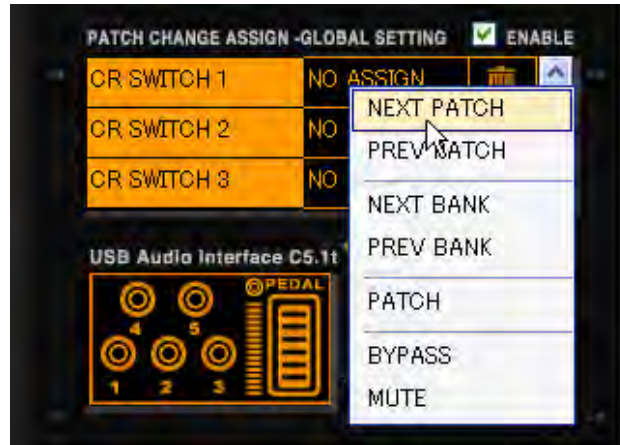 PATCH CHANGE ASSIGN -GLOBAL SETTING ENABLE
CR SWITCH 1 NO ASSIGN
CR SWITCH 2 NO
CR SWITCH 3 NO
NEXT PATCH
PREV PATCH
NEXT BANK
PREV BANK
PATCH
BYPASS
MUTE
USB Audio Interface C5.1t
PEDAL
4 5
1 2 3